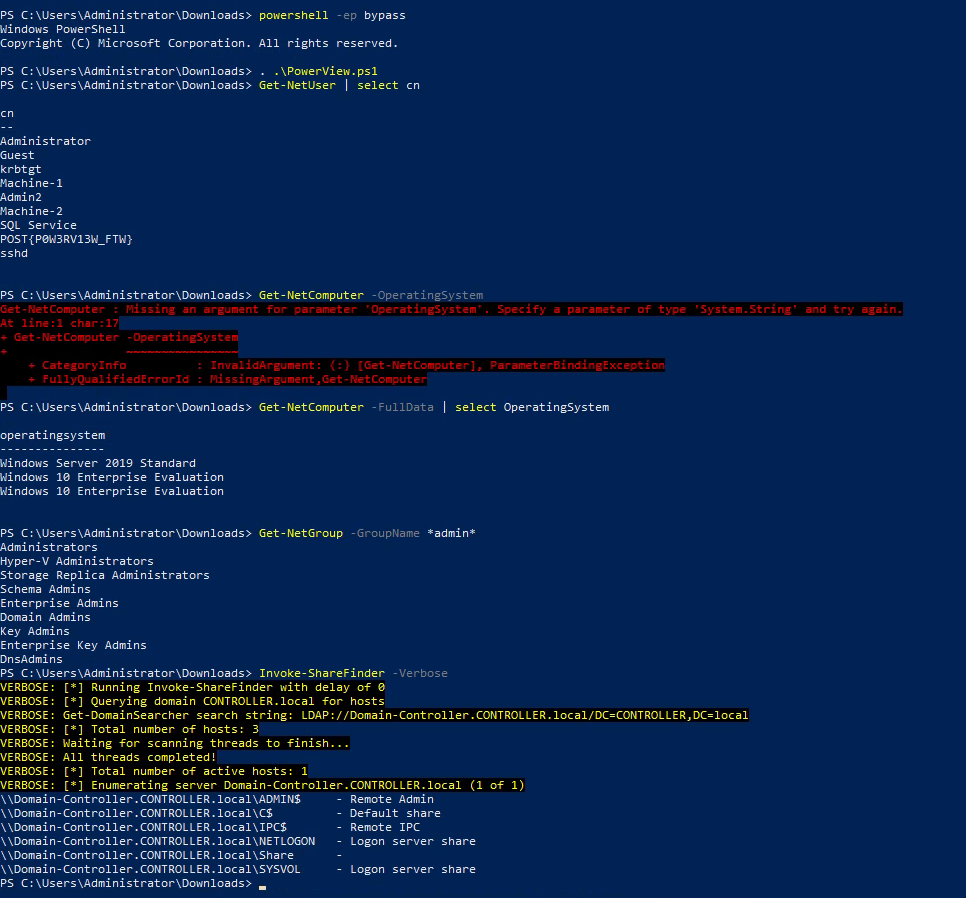 PS C:\Users\Administrator\Downloads> powershell -ep bypass
Windows PowerShell
Copyright (C) Microsoft Corporation. All rights reserved.
PS C:\Users\Administrator\Downloads> . .\PowerView.ps1
PS C:\Users\Administrator\Downloads> Get-NetUser | select cn
cn
--
Administrator
Guest
krbtgt
Machine-1
Admin2
Machine-2
SQL Service
POST{P0W3RV13W_FTW}
sshd
PS C:\Users\Administrator\Downloads> Get-NetComputer -OperatingSystem
Get-NetComputer : Missing an argument for parameter 'OperatingSystem'. Specify a parameter of type 'System.String' and try again.
At line:1 char:17
+ Get-NetComputer -OperatingSystem
+                 ~~~~~~~~~~~~~~~~
    + CategoryInfo          : InvalidArgument: (:) [Get-NetComputer], ParameterBindingException
    + FullyQualifiedErrorId : MissingArgument,Get-NetComputer
PS C:\Users\Administrator\Downloads> Get-NetComputer -FullData | select OperatingSystem
operatingsystem
---------------
Windows Server 2019 Standard
Windows 10 Enterprise Evaluation
Windows 10 Enterprise Evaluation
PS C:\Users\Administrator\Downloads> Get-NetGroup -GroupName *admin*
Administrators
Hyper-V Administrators
Storage Replica Administrators
Schema Admins
Enterprise Admins
Domain Admins
Key Admins
Enterprise Key Admins
DnsAdmins
PS C:\Users\Administrator\Downloads> Invoke-ShareFinder -Verbose
VERBOSE: [*] Running Invoke-ShareFinder with delay of 0
VERBOSE: [*] Querying domain CONTROLLER.local for hosts
VERBOSE: Get-DomainSearcher search string: LDAP://Domain-Controller.CONTROLLER.local/DC=CONTROLLER,DC=local
VERBOSE: [*] Total number of hosts: 3
VERBOSE: Waiting for scanning threads to finish...
VERBOSE: All threads completed!
VERBOSE: [*] Total number of active hosts: 1
VERBOSE: [*] Enumerating server Domain-Controller.CONTROLLER.local (1 of 1)
\\Domain-Controller.CONTROLLER.local\ADMIN$     - Remote Admin
\\Domain-Controller.CONTROLLER.local\C$         - Default share
\\Domain-Controller.CONTROLLER.local\IPC$       - Remote IPC
\\Domain-Controller.CONTROLLER.local\NETLOGON   - Logon server share
\\Domain-Controller.CONTROLLER.local\Share      -
\\Domain-Controller.CONTROLLER.local\SYSVOL     - Logon server share
PS C:\Users\Administrator\Downloads>